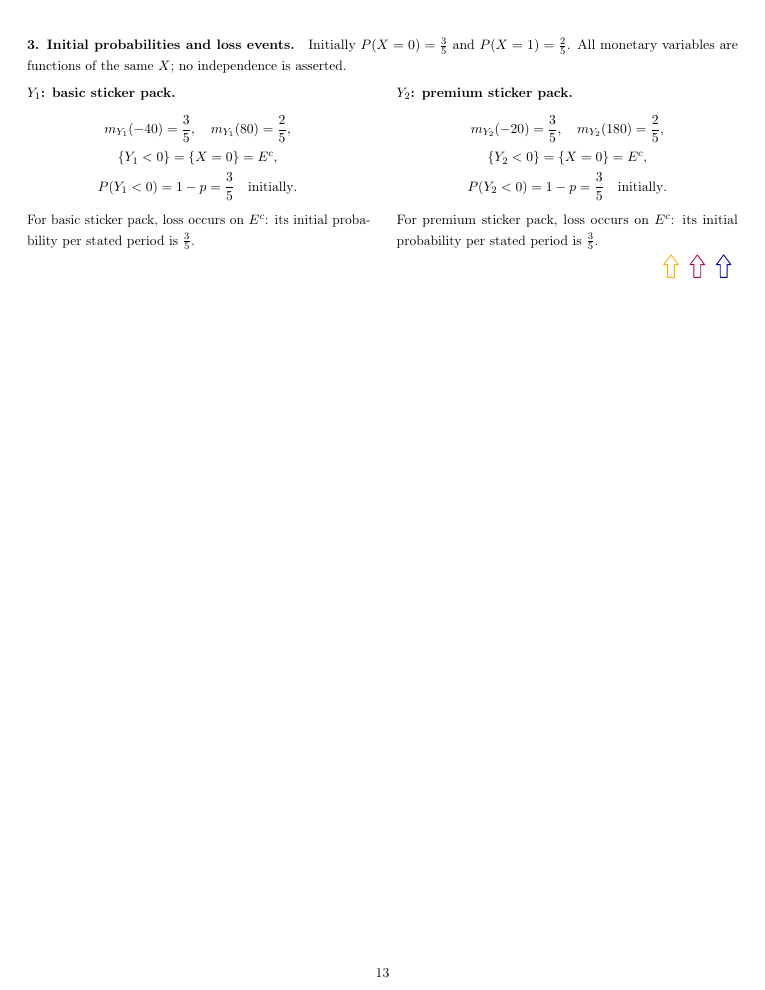 3. Initial probabilities and loss events. Initially P(X = 0) = 3/5 and P(X = 1) = 2/5. All monetary variables are
functions of the same X; no independence is asserted.
Y₁: basic sticker pack.
m_{Y₁}(−40) = 3/5, m_{Y₁}(80) = 2/5,
{Y₁ < 0} = {X = 0} = Eᶜ,
P(Y₁ < 0) = 1 − p = 3/5 initially.
For basic sticker pack, loss occurs on Eᶜ: its initial proba-
bility per stated period is 3/5.
Y₂: premium sticker pack.
m_{Y₂}(−20) = 3/5, m_{Y₂}(180) = 2/5,
{Y₂ < 0} = {X = 0} = Eᶜ,
P(Y₂ < 0) = 1 − p = 3/5 initially.
For premium sticker pack, loss occurs on Eᶜ: its initial
probability per stated period is 3/5.
13